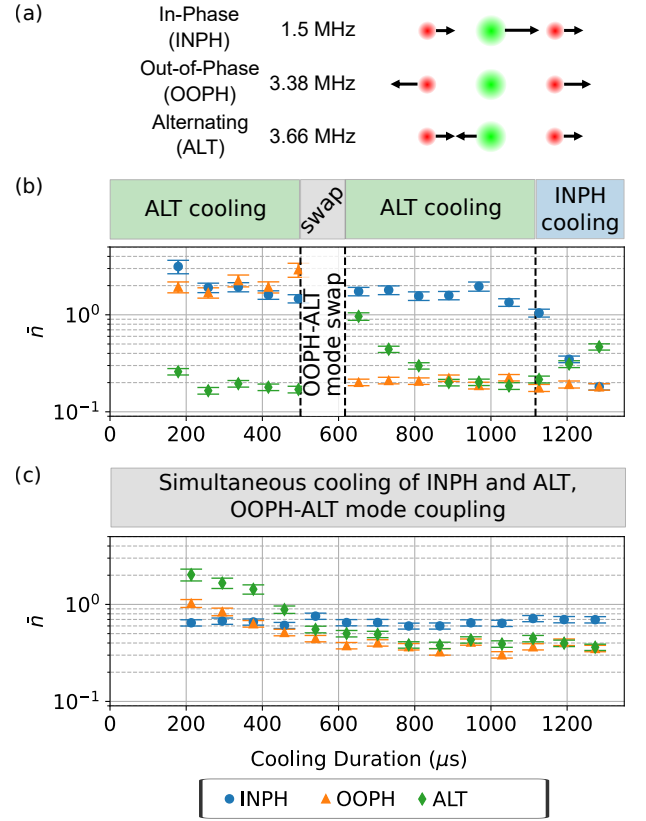 (a)
In-Phase
(INPH)
1.5 MHz
Out-of-Phase
(OOPH)
3.38 MHz
Alternating
(ALT)
3.66 MHz
(b)
ALT cooling
swap
ALT cooling
INPH
cooling
OOPH-ALT
mode swap
n̄
10⁰
10⁻¹
0
200
400
600
800
1000
1200
(c)
Simultaneous cooling of INPH and ALT,
OOPH-ALT mode coupling
n̄
10⁰
10⁻¹
0
200
400
600
800
1000
1200
Cooling Duration (μs)
INPH
OOPH
ALT